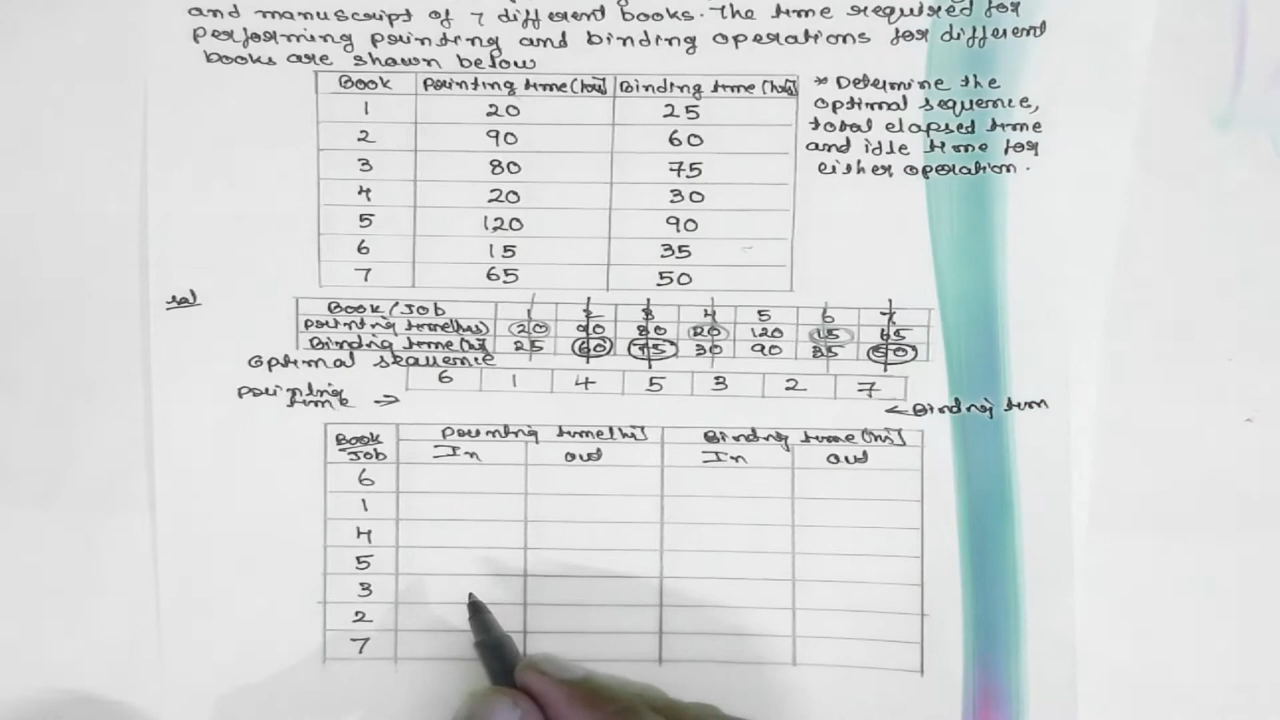 and manuscript of 7 different books. The time required for
performing printing and binding operations for different
books are shown below
Book Printing time (hrs) Binding time (hrs)
1 20 25
2 90 60
3 80 75
4 20 30
5 120 90
6 15 35
7 65 50
* Determine the
optimal sequence,
total elapsed time
and idle time for
either operation.
sol
Book/Job 1 2 3 4 5 6 7
printing time(hrs) 20 90 80 20 120 15 65
Binding time(hr) 25 60 75 30 90 35 50
optimal sequence
6 1 4 5 3 2 7
printing
time →
← Binding time
Book Printing time(hr) Binding time(hrs)
Job In out In out
6
1
4
5
3
2
7